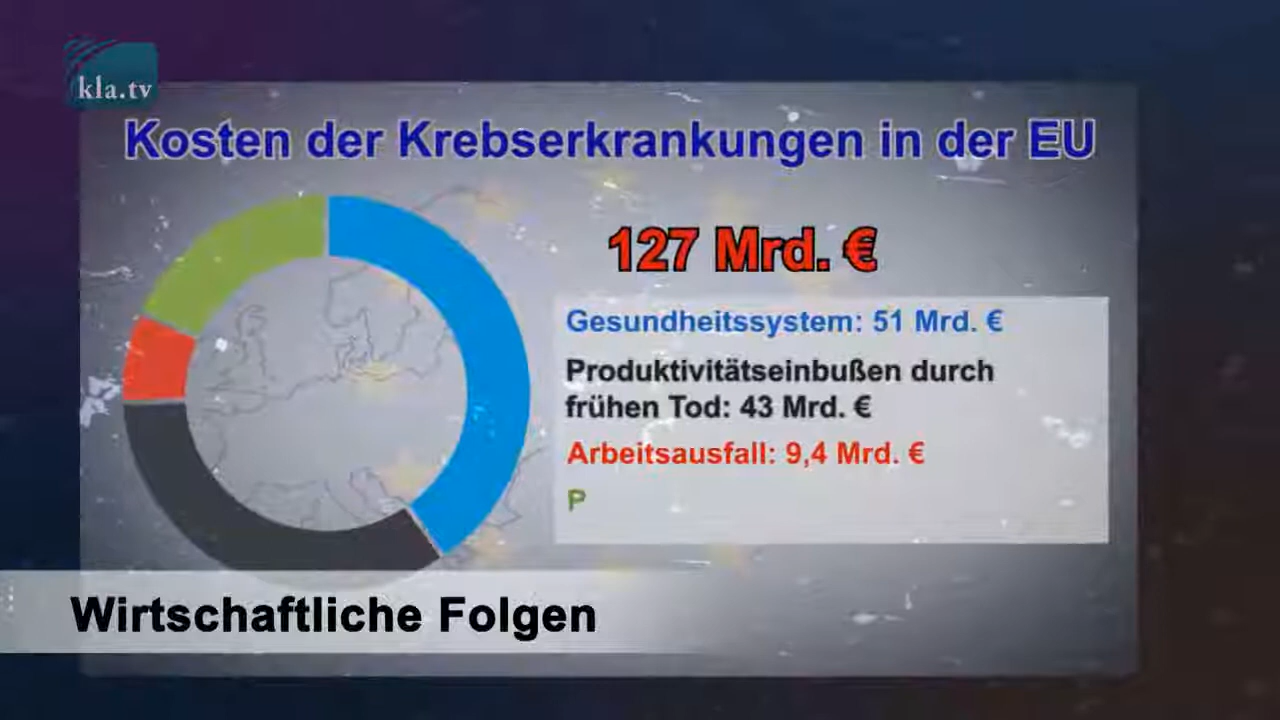 kla.tv
Kosten der Krebserkrankungen in der EU
127 Mrd. €
Gesundheitssystem: 51 Mrd. €
Produktivitätseinbußen durch
frühen Tod: 43 Mrd. €
Arbeitsausfall: 9,4 Mrd. €
P
Wirtschaftliche Folgen